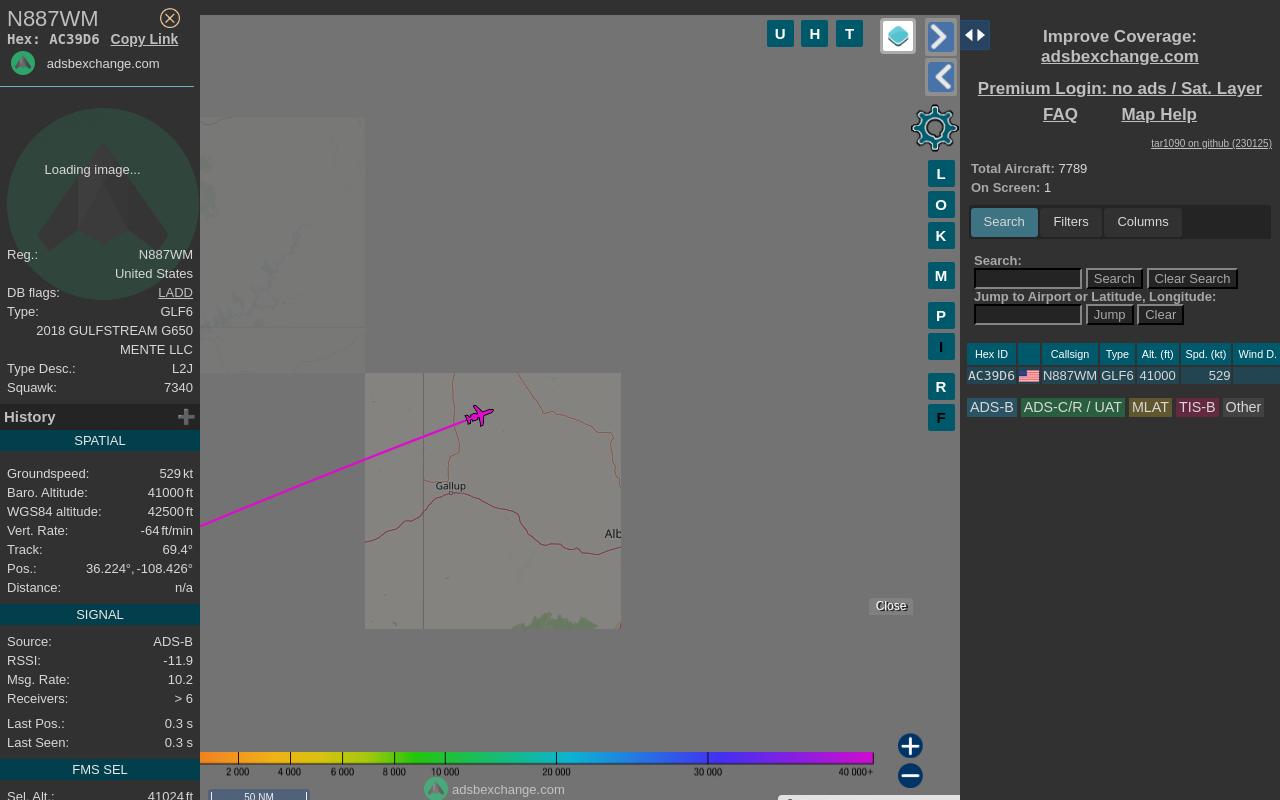 N887WM
Hex: AC39D6 Copy Link
adsbexchange.com
Loading image...
Reg.: N887WM
United States
DB flags: LADD
Type: GLF6
2018 GULFSTREAM G650
MENTE LLC
Type Desc.: L2J
Squawk: 7340
History
SPATIAL
Groundspeed: 529 kt
Baro. Altitude: 41000 ft
WGS84 altitude: 42500 ft
Vert. Rate: -64 ft/min
Track: 69.4°
Pos.: 36.224°, -108.426°
Distance: n/a
SIGNAL
Source: ADS-B
RSSI: -11.9
Msg. Rate: 10.2
Receivers: > 6
Last Pos.: 0.3 s
Last Seen: 0.3 s
FMS SEL
Sel. Alt.: 41024 ft
U H T
L
O
K
M
P
I
R
F
Gallup
Alb
Close
2 000 4 000 6 000 8 000 10 000 20 000 30 000 40 000+
adsbexchange.com
50 NM
Improve Coverage:
adsbexchange.com
Premium Login: no ads / Sat. Layer
FAQ Map Help
tar1090 on github (230125)
Total Aircraft: 7789
On Screen: 1
Search Filters Columns
Search:
Search Clear Search
Jump to Airport or Latitude, Longitude:
Jump Clear
Hex ID Callsign Type Alt. (ft) Spd. (kt) Wind D.
AC39D6 N887WM GLF6 41000 529
ADS-B ADS-C/R / UAT MLAT TIS-B Other